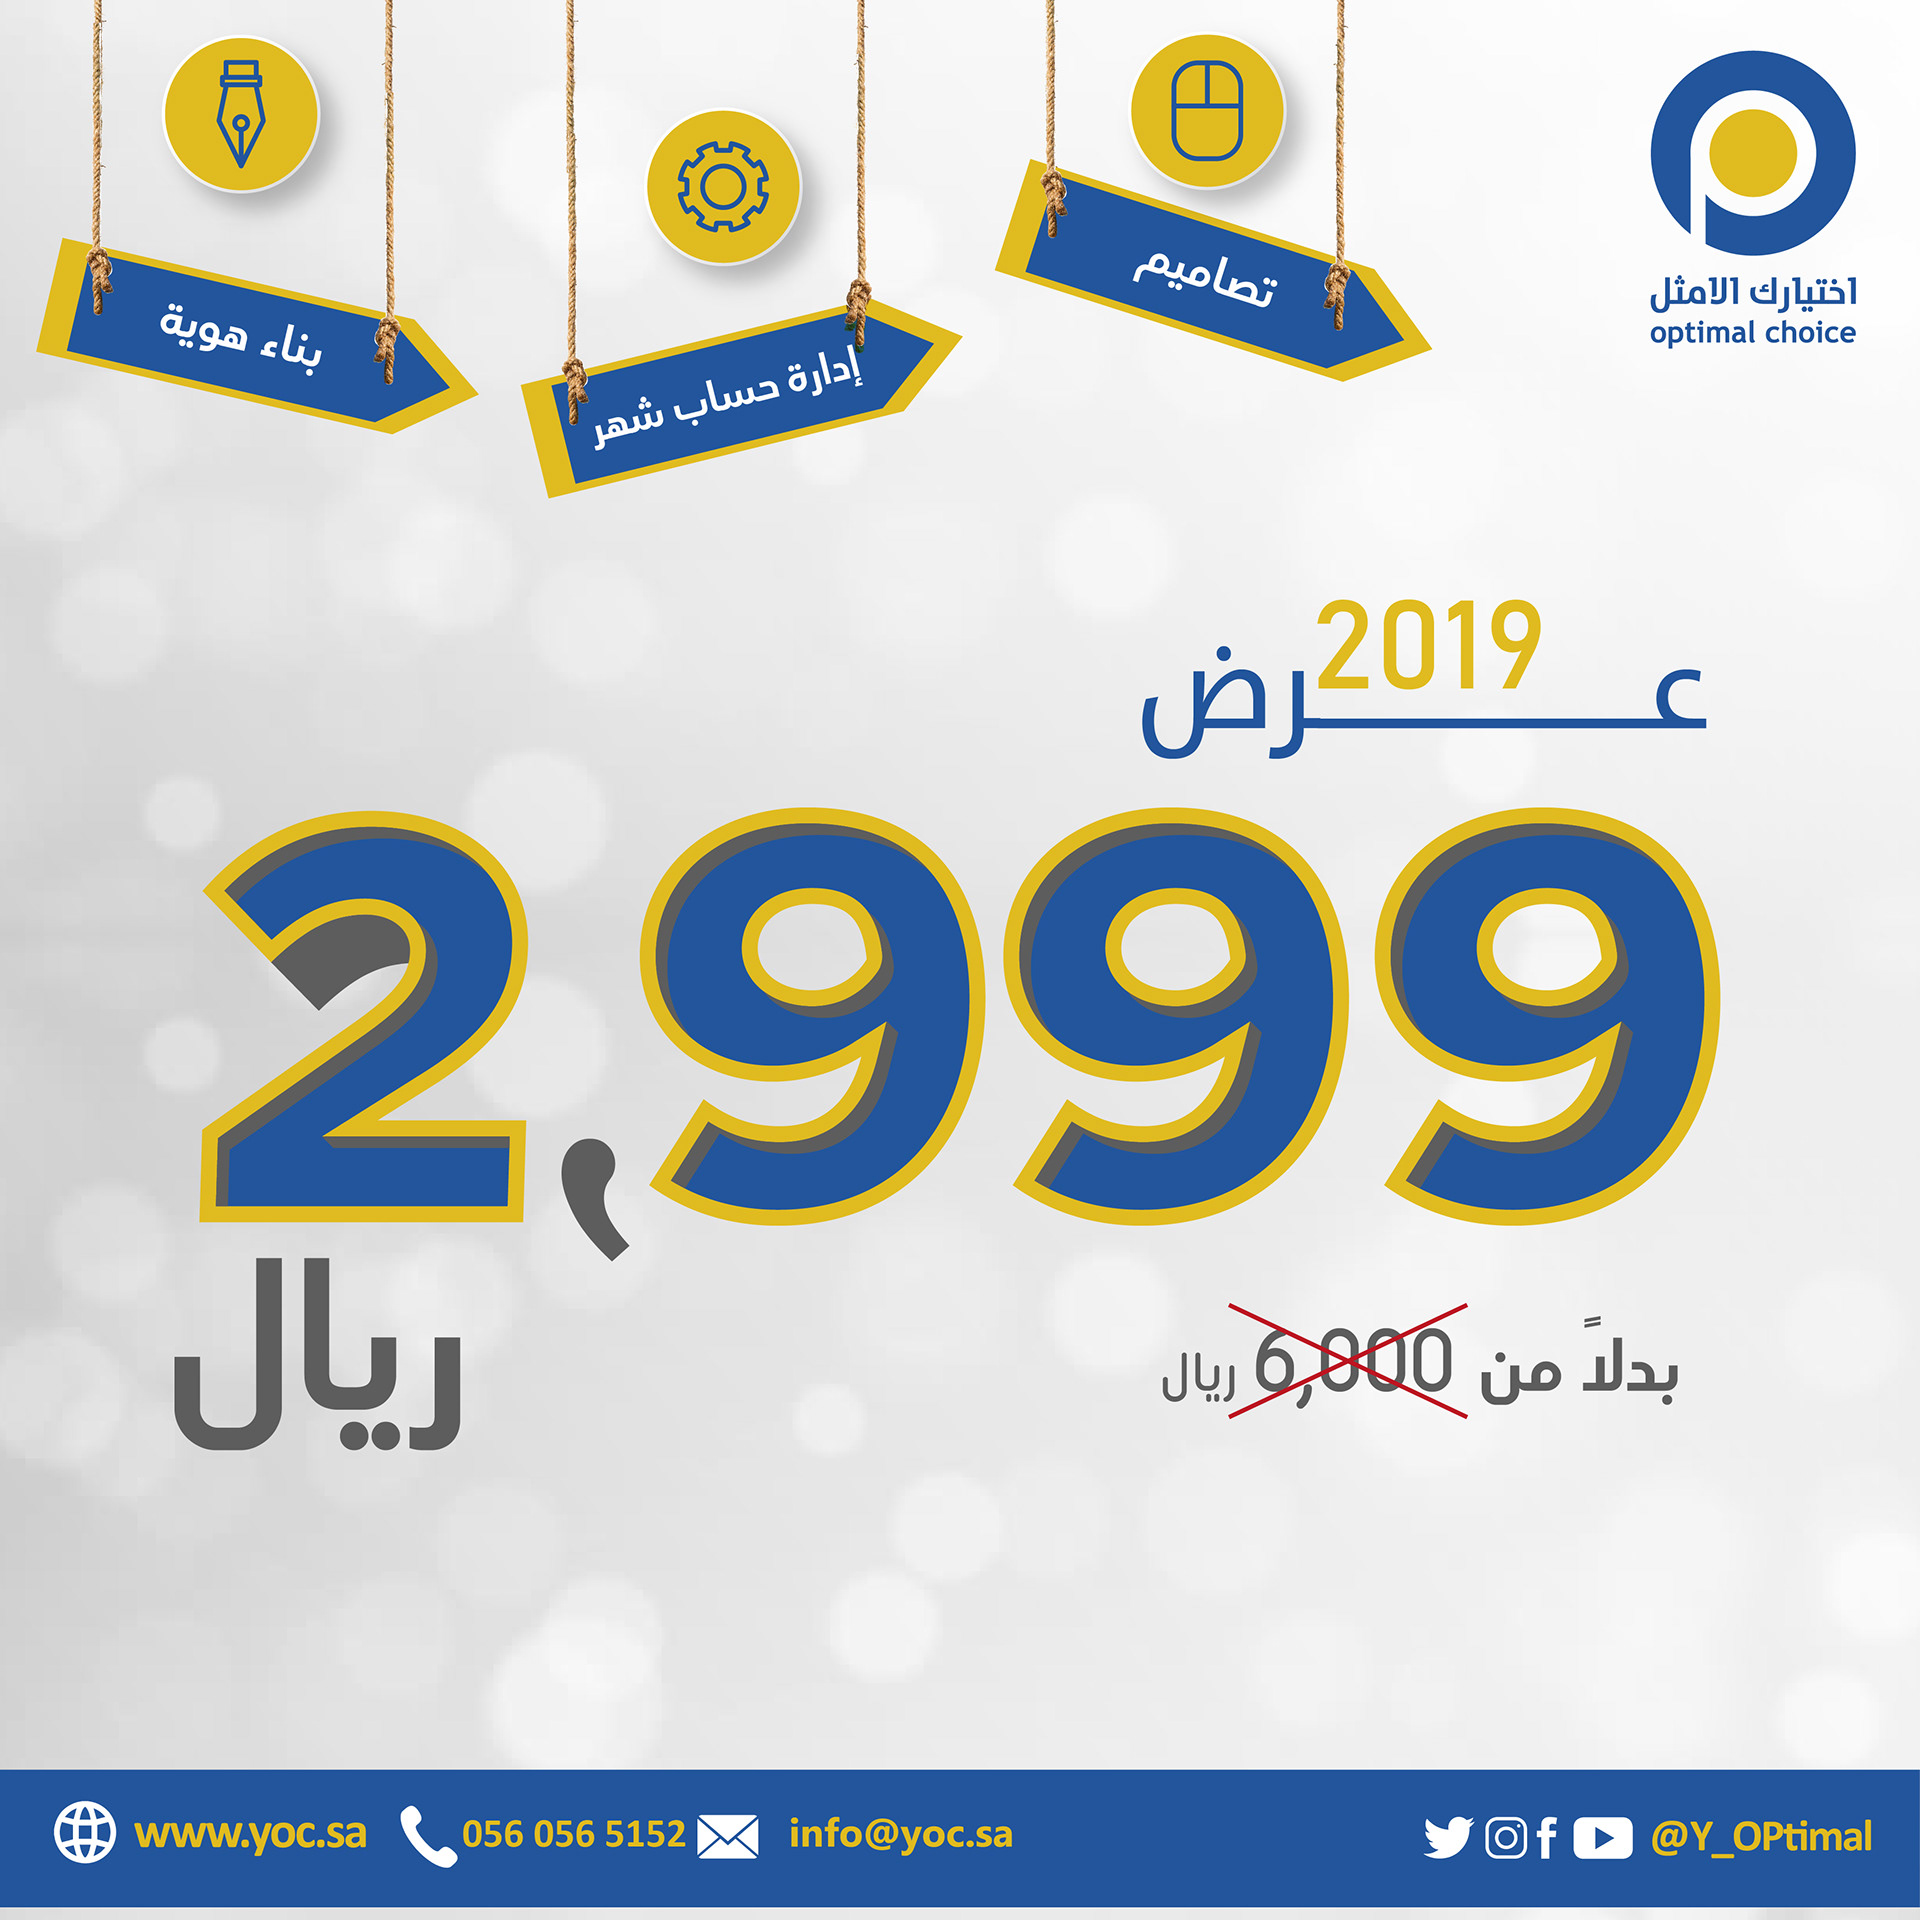 اختيارك الامثل
optimal choice
تصاميم
إدارة حساب شهر
بناء هوية
عرض 2019
2,999
ريال
بدلاً من 6,000 ريال
www.yoc.sa 056 056 5152 info@yoc.sa @Y_OPtimal